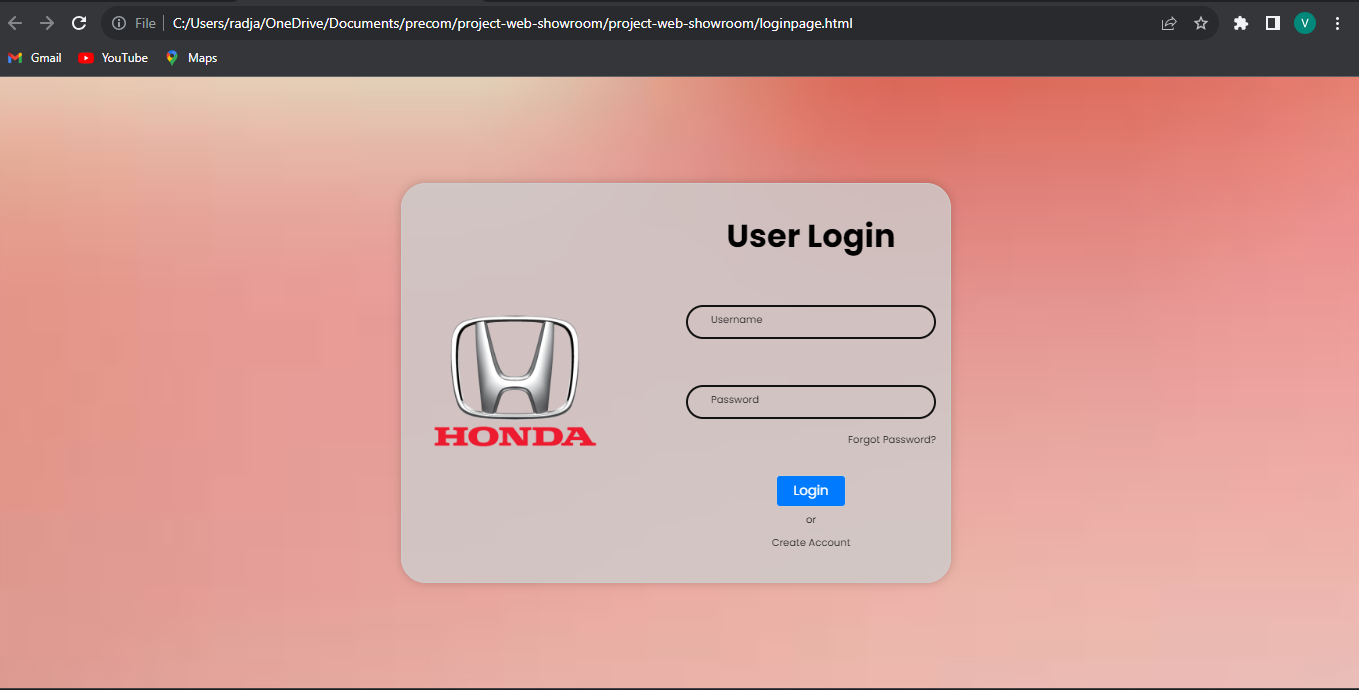 File
C:/Users/radja/OneDrive/Documents/precom/project-web-showroom/project-web-showroom/loginpage.html
V
Gmail
YouTube
Maps
User Login
Username
Password
Forgot Password?
Login
or
Create Account
HONDA